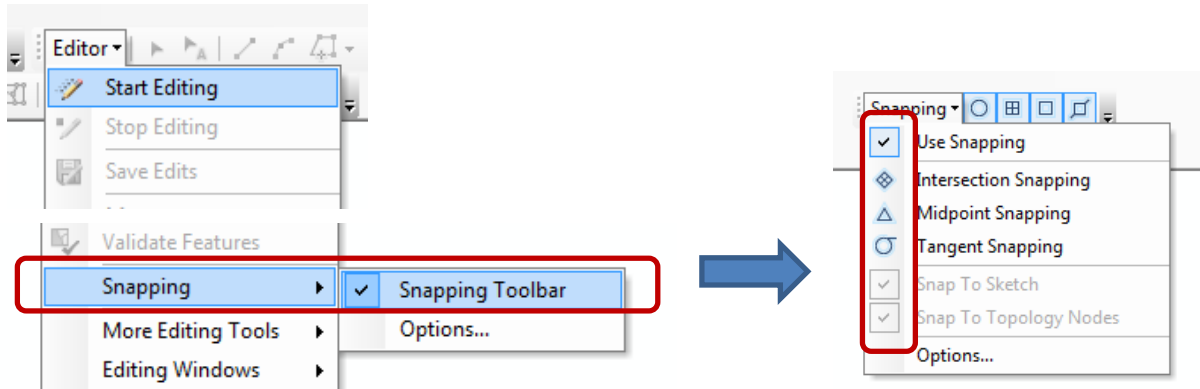 Editor
Start Editing
Stop Editing
Save Edits
Validate Features
Snapping
Snapping Toolbar
More Editing Tools
Options...
Editing Windows
Snapping
Use Snapping
Intersection Snapping
Midpoint Snapping
Tangent Snapping
Snap To Sketch
Snap To Topology Nodes
Options...